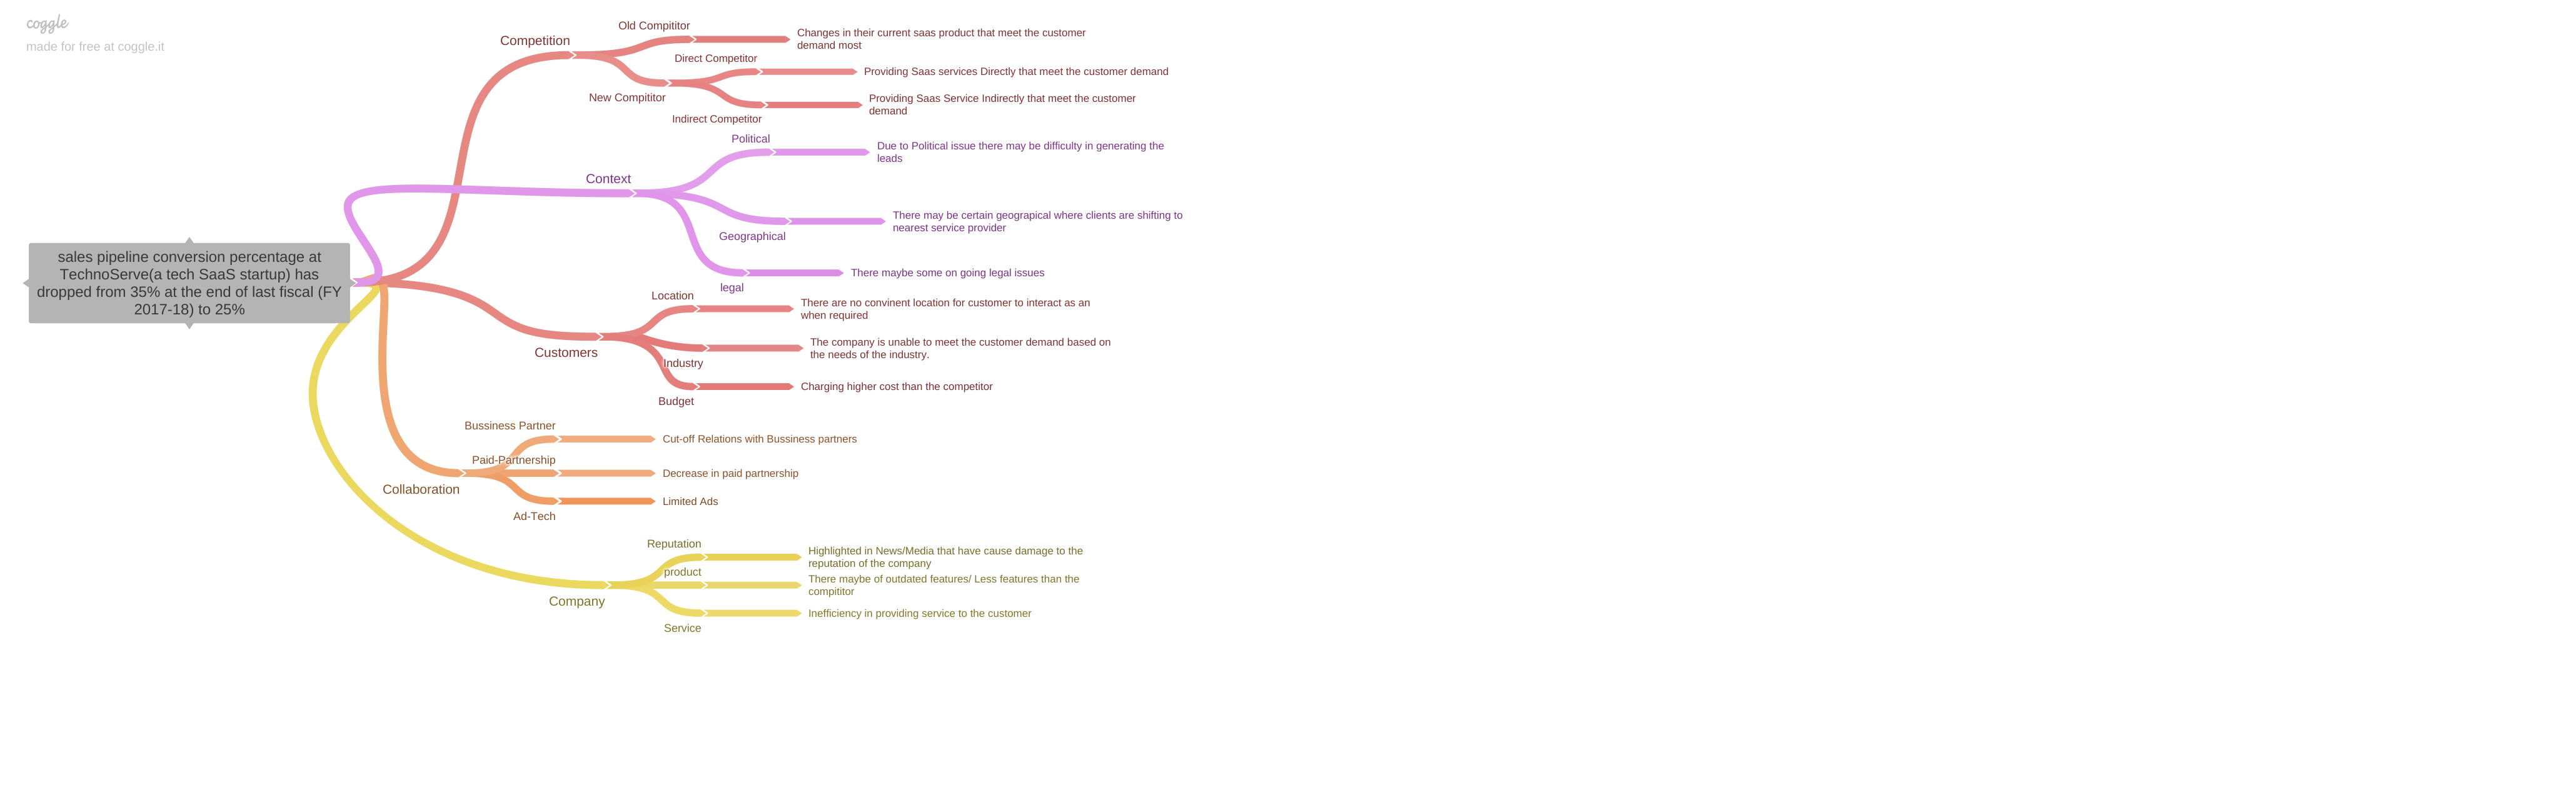 coggle
made for free at coggle.it
sales pipeline conversion percentage at
TechnoServe(a tech SaaS startup) has
dropped from 35% at the end of last fiscal (FY
2017-18) to 25%
Competition
Old Compititor
Changes in their current saas product that meet the customer
demand most
New Compititor
Direct Competitor
Providing Saas services Directly that meet the customer demand
Indirect Competitor
Providing Saas Service Indirectly that meet the customer
demand
Context
Political
Due to Political issue there may be difficulty in generating the
leads
Geographical
There may be certain geograpical where clients are shifting to
nearest service provider
legal
There maybe some on going legal issues
Customers
Location
There are no convinent location for customer to interact as an
when required
Industry
The company is unable to meet the customer demand based on
the needs of the industry.
Budget
Charging higher cost than the competitor
Collaboration
Bussiness Partner
Cut-off Relations with Bussiness partners
Paid-Partnership
Decrease in paid partnership
Ad-Tech
Limited Ads
Company
Reputation
Highlighted in News/Media that have cause damage to the
reputation of the company
product
There maybe of outdated features/ Less features than the
compititor
Service
Inefficiency in providing service to the customer